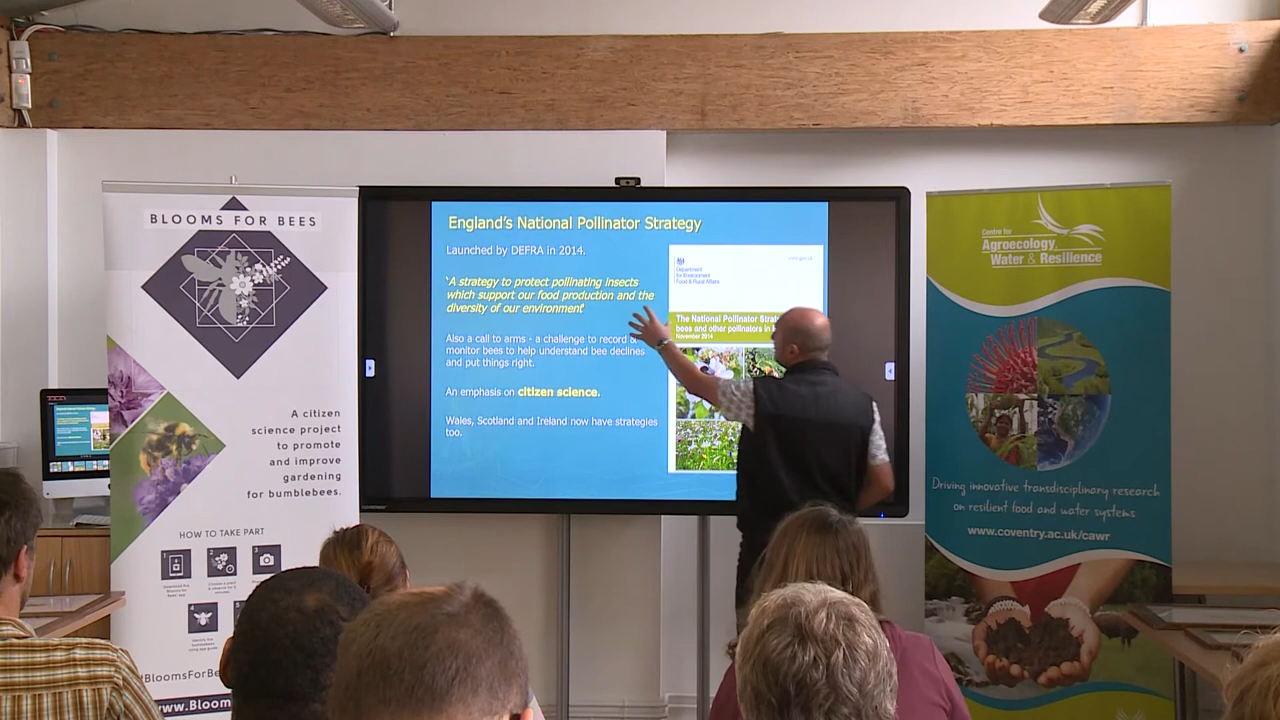 BLOOMS FOR BEES
A citizen
science project
to promote
and improve
gardening
for bumblebees.
HOW TO TAKE PART
England's National Pollinator Strategy
Launched by DEFRA in 2014.
'A strategy to protect pollinating insects
which support our food production and the
diversity of our environment'
Also a call to arms - a challenge to record &
monitor bees to help understand bee declines
and put things right.
An emphasis on citizen science.
Wales, Scotland and Ireland now have strategies
too.
Department
for Environment
Food & Rural Affairs
www.gov.uk
The National Pollinator
bees and other pollinators in
November 2014
Centre for
Agroecology,
Water & Resilience
Driving innovative transdisciplinary research
on resilient food and water systems
www.coventry.ac.uk/cawr